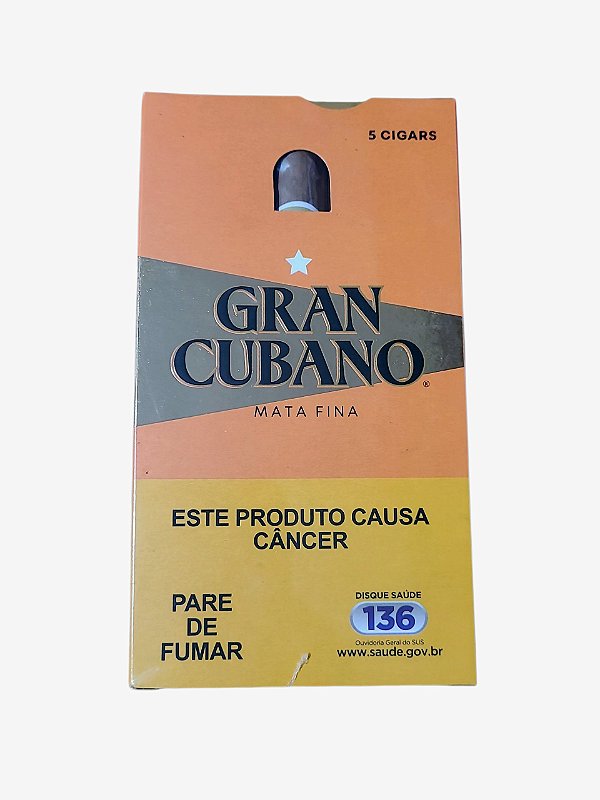 5 CIGARS
GRAN
CUBANO®
MATA FINA
ESTE PRODUTO CAUSA
CÂNCER
PARE
DE
FUMAR
DISQUE SAÚDE
136
Ouvidoria Geral do SUS
www.saude.gov.br